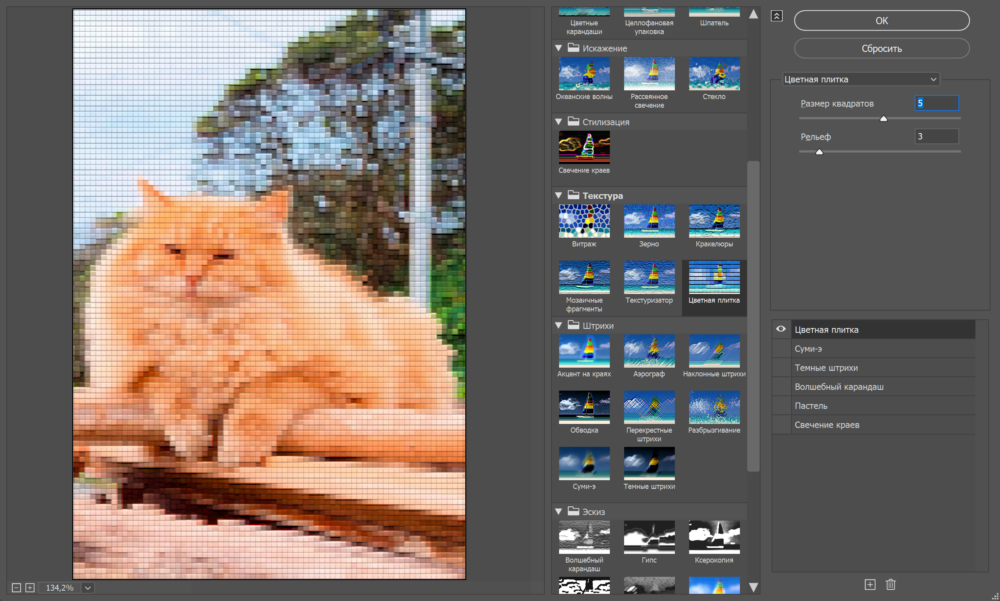 134,2%
Цветные
карандаши
Целлофановая
упаковка
Шпатель
Искажение
Океанские волны
Рассеянное
свечение
Стекло
Стилизация
Свечение краев
Текстура
Витраж
Зерно
Кракелюры
Мозаичные
фрагменты
Текстуризатор
Цветная плитка
Штрихи
Акцент на краях
Аэрограф
Наклонные штрихи
Обводка
Перекрестные
штрихи
Разбрызгивание
Суми-э
Темные штрихи
Эскиз
Волшебный
карандаш
Гипс
Ксерокопия
ОК
Сбросить
Цветная плитка
Размер квадратов 5
Рельеф 3
Цветная плитка
Суми-э
Темные штрихи
Волшебный карандаш
Пастель
Свечение краев